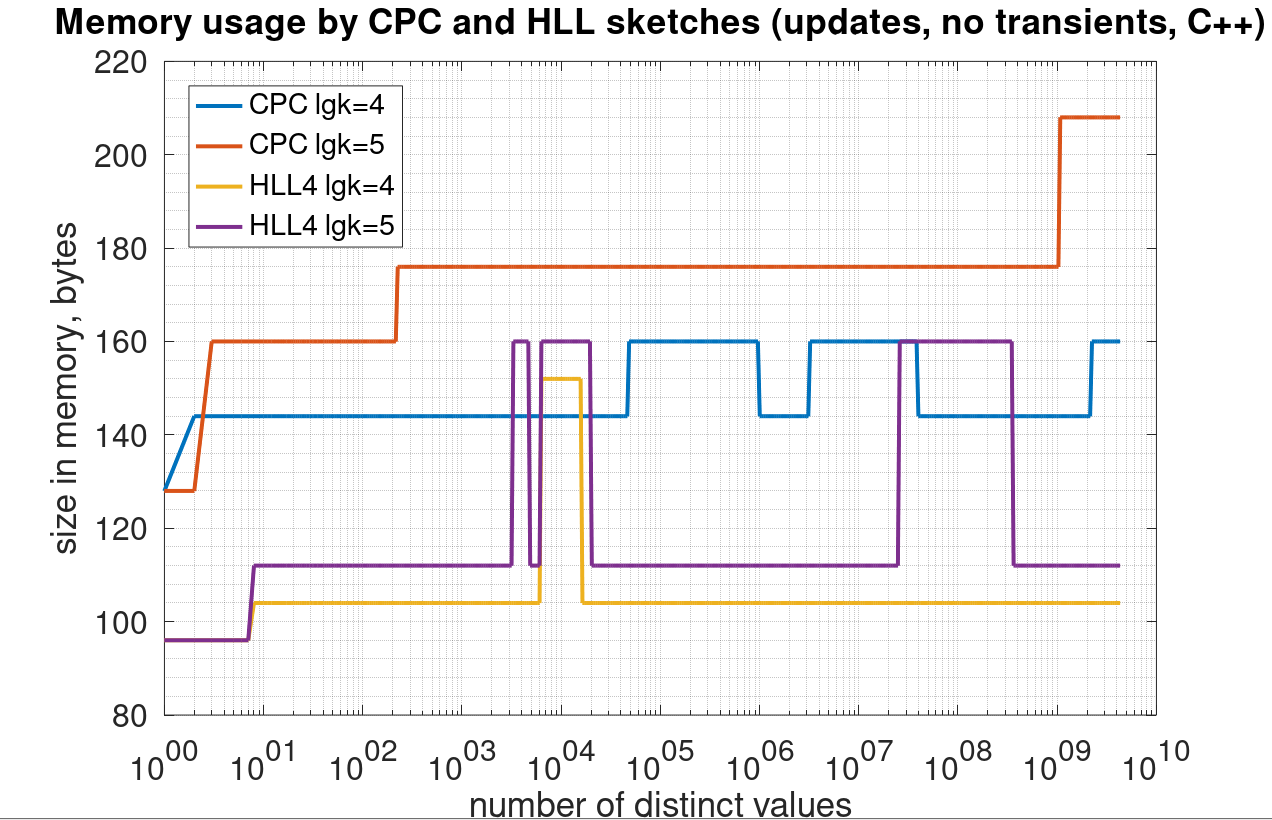 Memory usage by CPC and HLL sketches (updates, no transients, C++)
220
200
180
160
140
120
100
80
size in memory, bytes
CPC lgk=4
CPC lgk=5
HLL4 lgk=4
HLL4 lgk=5
10^00 10^01 10^02 10^03 10^04 10^05 10^06 10^07 10^08 10^09 10^10
number of distinct values